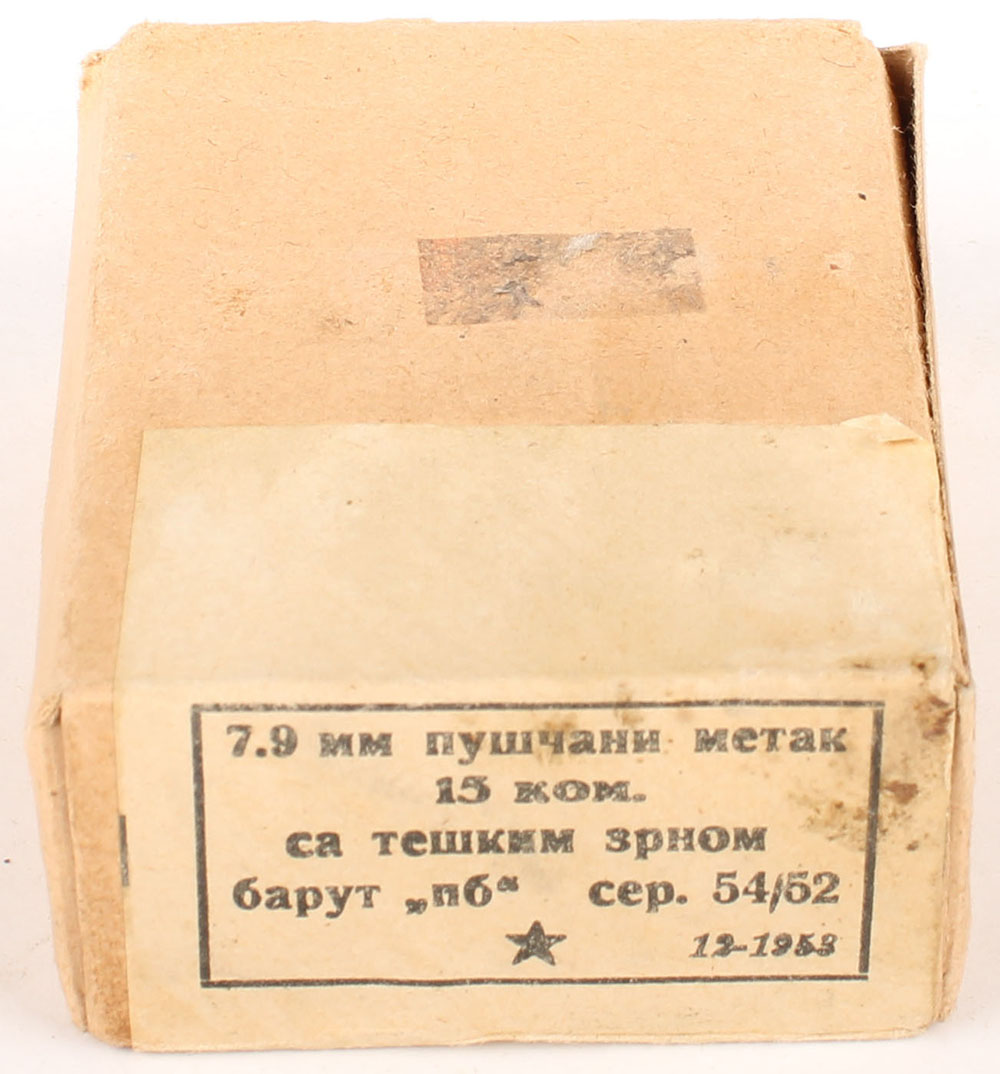 7.9 мм пушчани метак
15 ком.
са тешким зрном
барут „пб“ сер. 54/52
12-1953